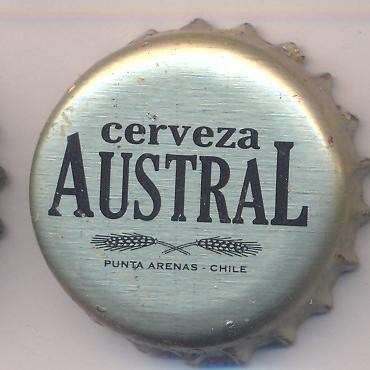 cerveza
AUSTRAL
PUNTA ARENAS - CHILE